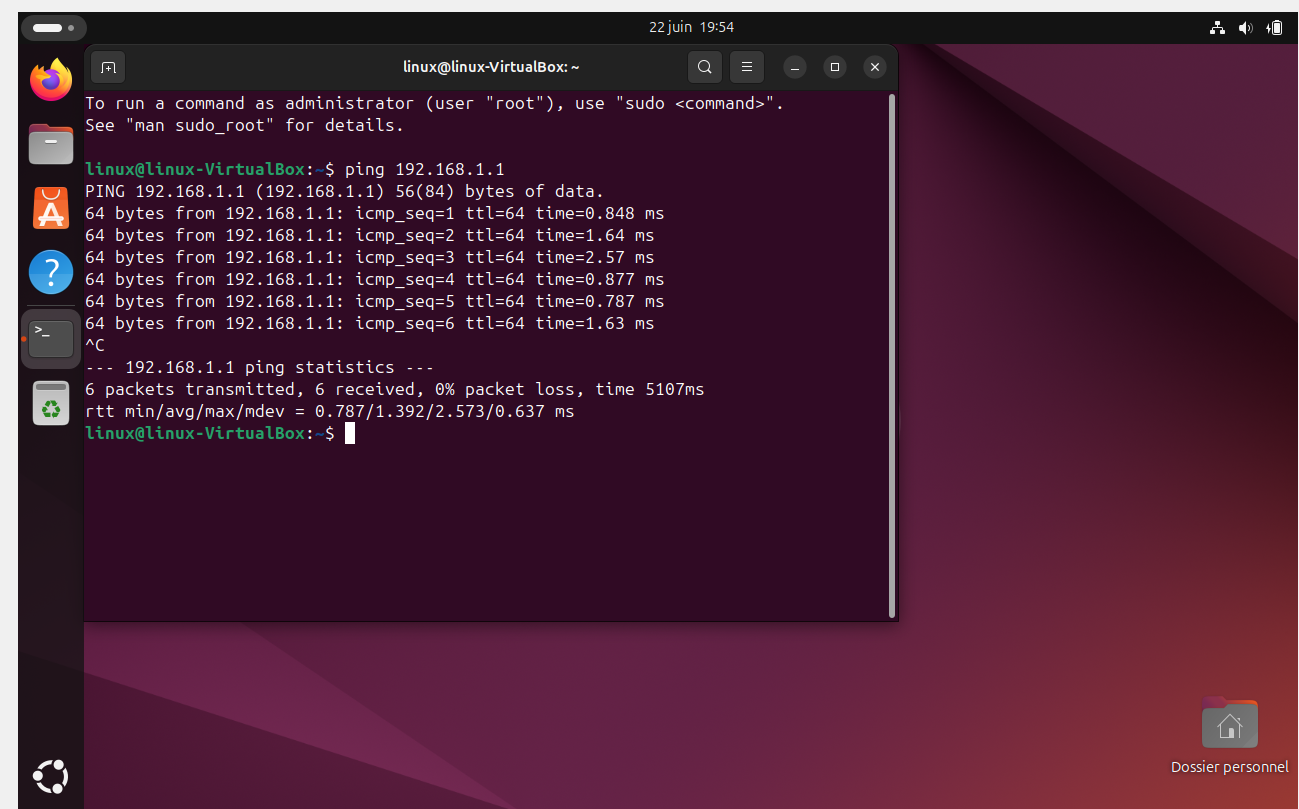 22 juin 19:54
linux@linux-VirtualBox: ~
To run a command as administrator (user "root"), use "sudo <command>".
See "man sudo_root" for details.
linux@linux-VirtualBox:~$ ping 192.168.1.1
PING 192.168.1.1 (192.168.1.1) 56(84) bytes of data.
64 bytes from 192.168.1.1: icmp_seq=1 ttl=64 time=0.848 ms
64 bytes from 192.168.1.1: icmp_seq=2 ttl=64 time=1.64 ms
64 bytes from 192.168.1.1: icmp_seq=3 ttl=64 time=2.57 ms
64 bytes from 192.168.1.1: icmp_seq=4 ttl=64 time=0.877 ms
64 bytes from 192.168.1.1: icmp_seq=5 ttl=64 time=0.787 ms
64 bytes from 192.168.1.1: icmp_seq=6 ttl=64 time=1.63 ms
^C
--- 192.168.1.1 ping statistics ---
6 packets transmitted, 6 received, 0% packet loss, time 5107ms
rtt min/avg/max/mdev = 0.787/1.392/2.573/0.637 ms
linux@linux-VirtualBox:~$
Dossier personnel